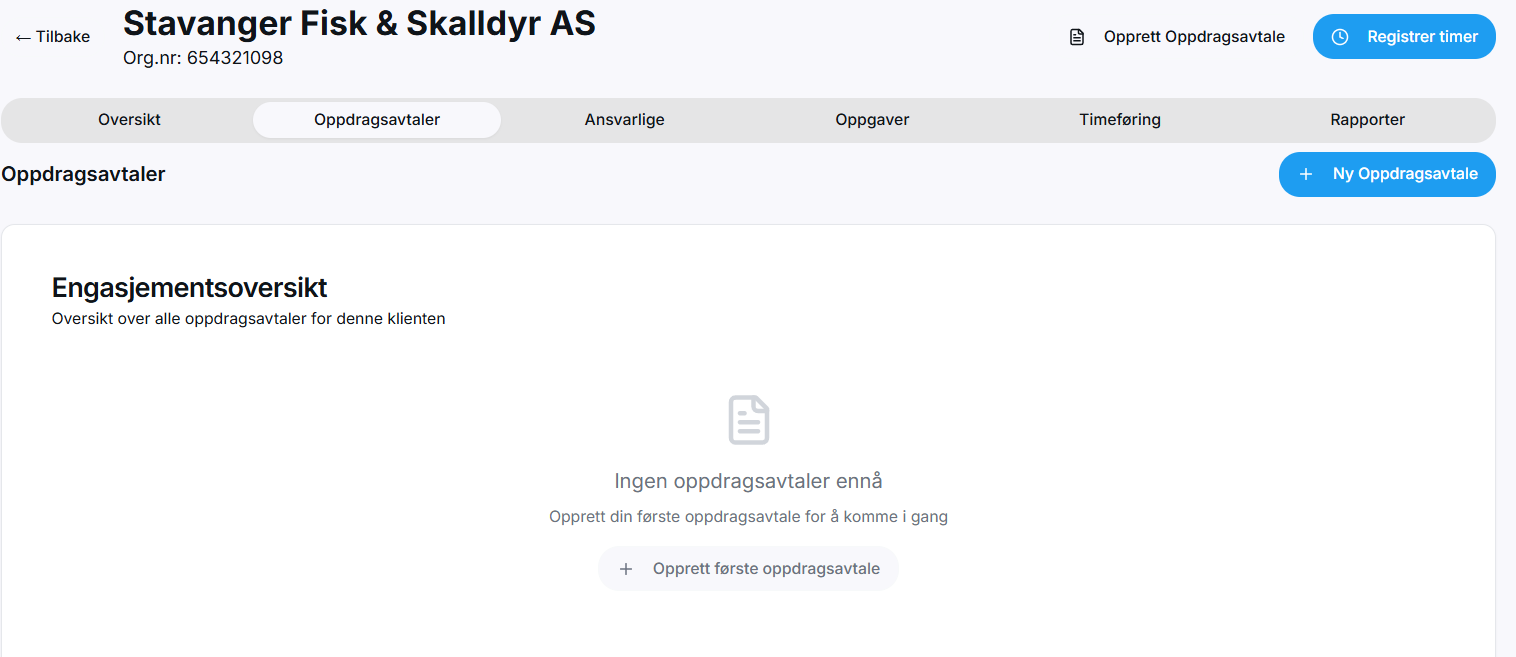 ← Tilbake
Stavanger Fisk & Skalldyr AS
Org.nr: 654321098
Opprett Oppdragsavtale
Registrer timer
Oversikt
Oppdragsavtaler
Ansvarlige
Oppgaver
Timeføring
Rapporter
Oppdragsavtaler
+ Ny Oppdragsavtale
Engasjementsoversikt
Oversikt over alle oppdragsavtaler for denne klienten
Ingen oppdragsavtaler ennå
Opprett din første oppdragsavtale for å komme i gang
+ Opprett første oppdragsavtale